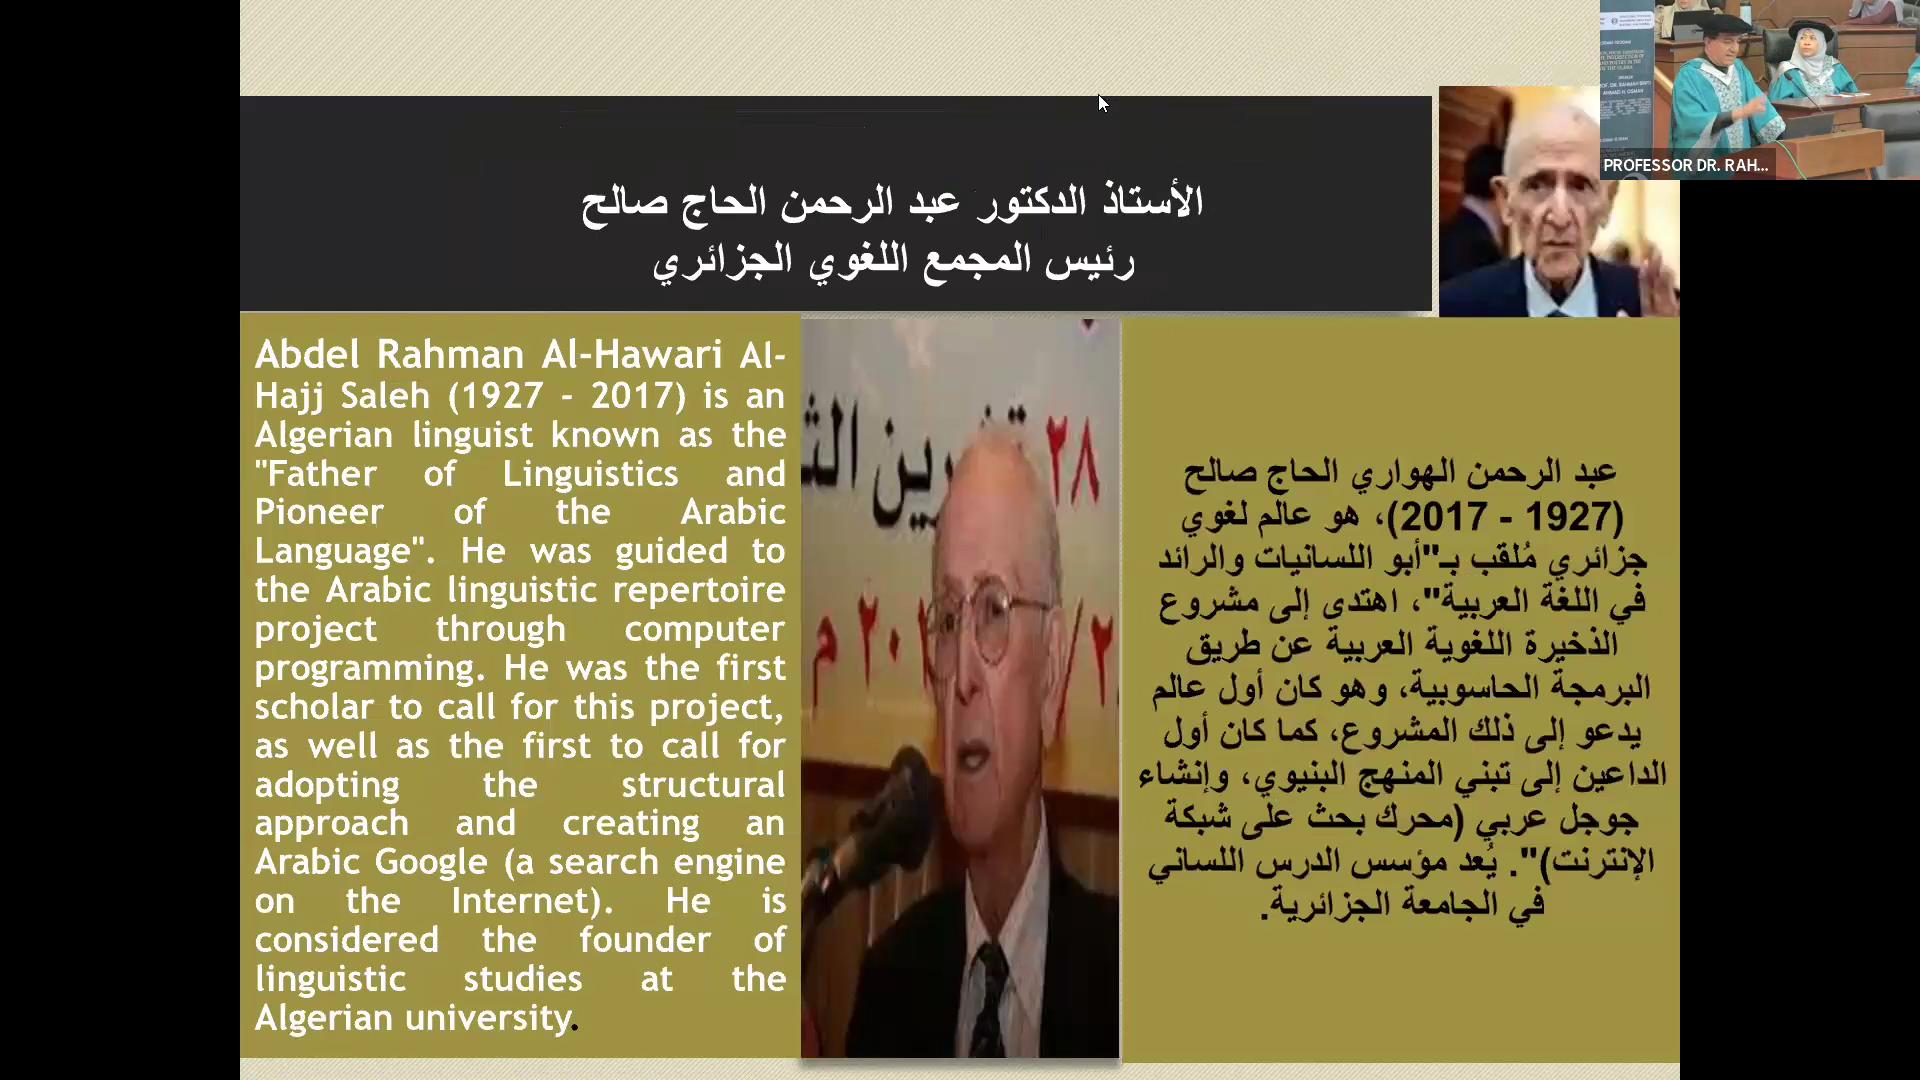 الأستاذ الدكتور عبد الرحمن الحاج صالح
رئيس المجمع اللغوي الجزائري
PROFESSOR DR. RAH...
Abdel Rahman Al-Hawari Al-
Hajj Saleh (1927 - 2017) is an
Algerian linguist known as the
"Father of Linguistics and
Pioneer of the Arabic
Language". He was guided to
the Arabic linguistic repertoire
project through computer
programming. He was the first
scholar to call for this project,
as well as the first to call for
adopting the structural
approach and creating an
Arabic Google (a search engine
on the Internet). He is
considered the founder of
linguistic studies at the
Algerian university.
٢٨
عبد الرحمن الهواري الحاج صالح
(1927 - 2017)، هو عالم لغوي
جزائري مُلقب بـ"أبو اللسانيات والرائد
في اللغة العربية"، اهتدى إلى مشروع
الذخيرة اللغوية العربية عن طريق
البرمجة الحاسوبية، وهو كان أول عالم
يدعو إلى ذلك المشروع، كما كان أول
الداعين إلى تبني المنهج البنيوي، وإنشاء
جوجل عربي (محرك بحث على شبكة
الإنترنت)". يُعد مؤسس الدرس اللساني
في الجامعة الجزائرية.